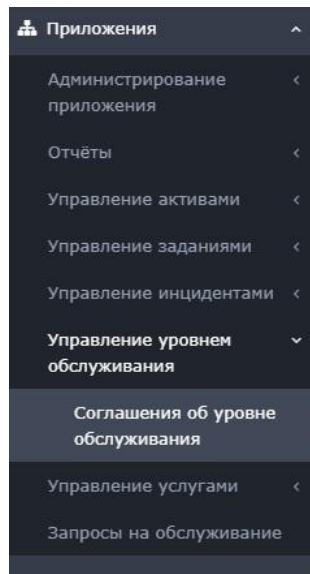 Приложения
Администрирование
приложения
Отчёты
Управление активами
Управление заданиями
Управление инцидентами
Управление уровнем
обслуживания
Соглашения об уровне
обслуживания
Управление услугами
Запросы на обслуживание